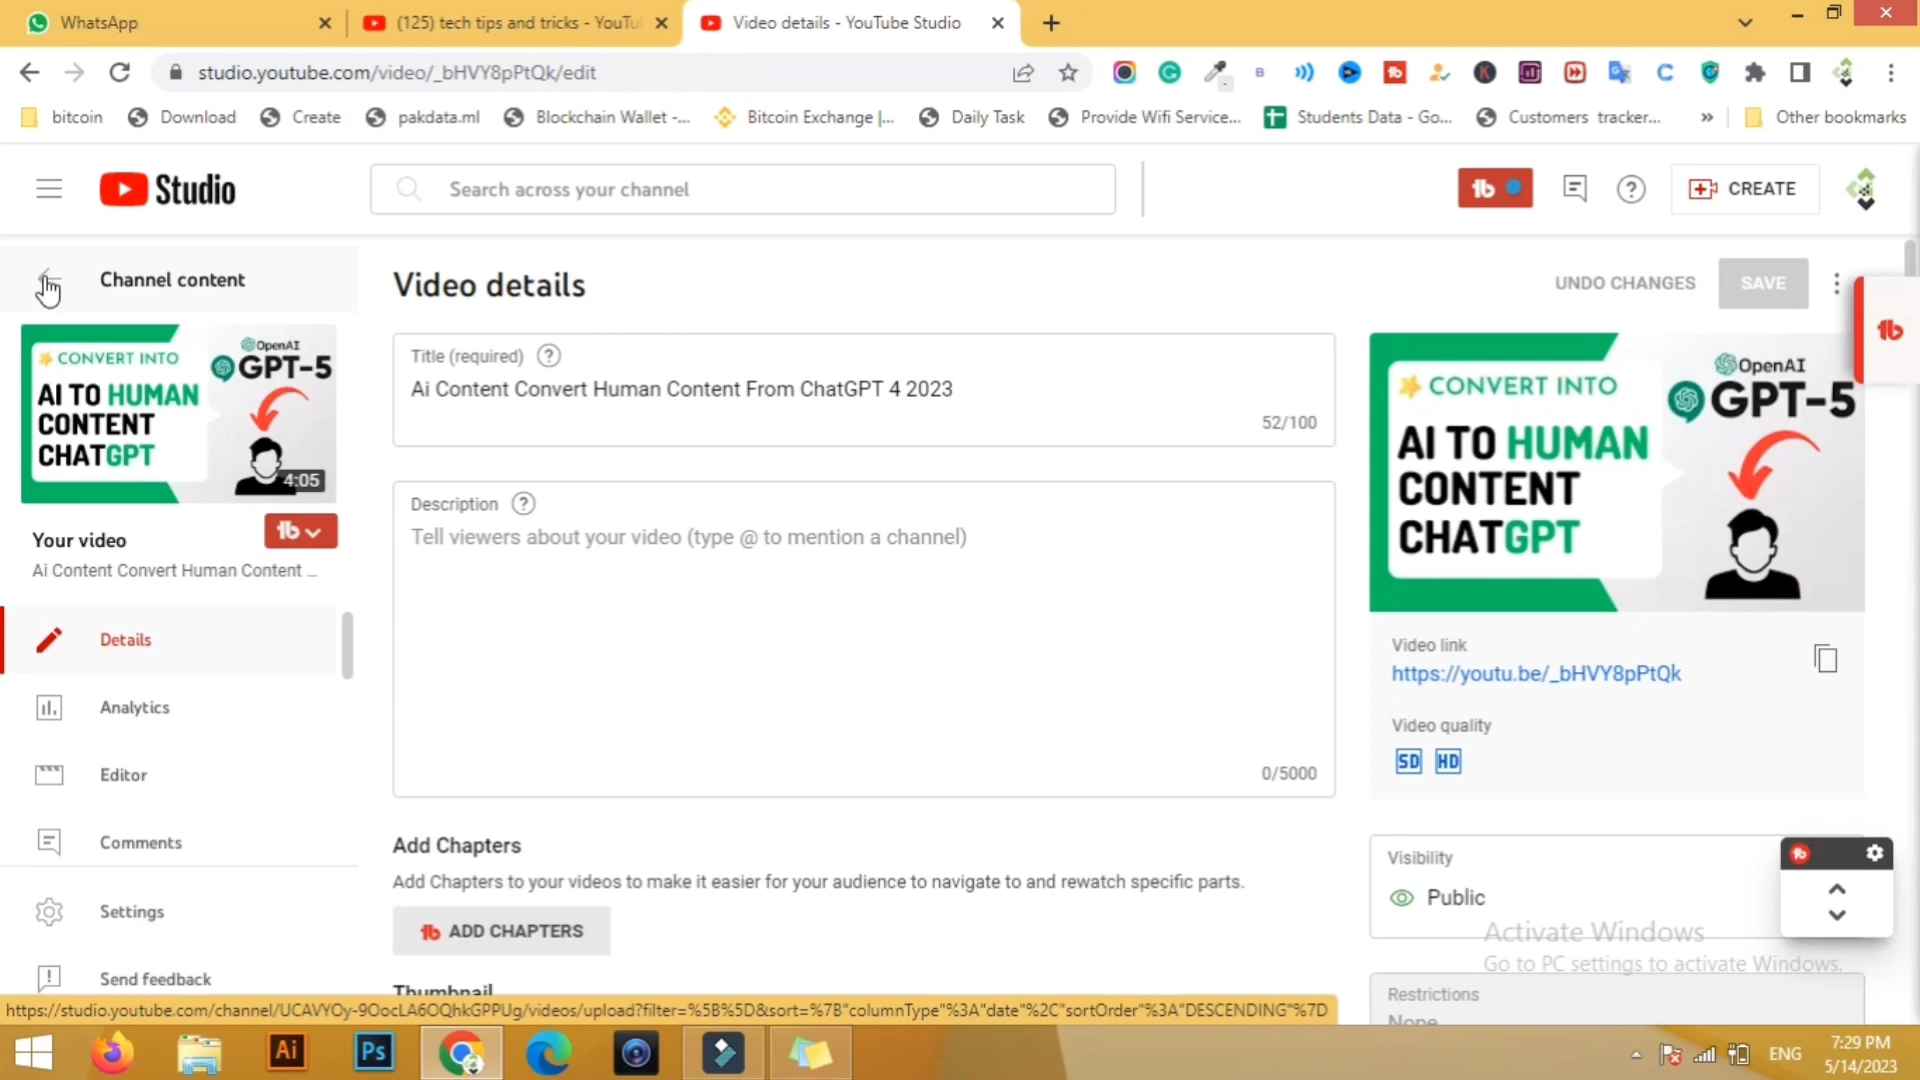 WhatsApp
(125) tech tips and tricks - YouTu
Video details - YouTube Studio
studio.youtube.com/video/_bHVY8pPtQk/edit
bitcoin
Download
Create
pakdata.ml
Blockchain Wallet -...
Bitcoin Exchange |...
Daily Task
Provide Wifi Service...
Students Data - Go...
Customers tracker...
»
Other bookmarks
Studio
Search across your channel
CREATE
Channel content
Video details
UNDO CHANGES
SAVE
CONVERT INTO
AI TO HUMAN
CONTENT
CHATGPT
OpenAI
GPT-5
4:05
Your video
Ai Content Convert Human Content ...
Details
Analytics
Editor
Comments
Settings
Send feedback
Title (required)
Ai Content Convert Human Content From ChatGPT 4 2023
52/100
Description
Tell viewers about your video (type @ to mention a channel)
0/5000
Add Chapters
Add Chapters to your videos to make it easier for your audience to navigate to and rewatch specific parts.
ADD CHAPTERS
Thumbnail
CONVERT INTO
AI TO HUMAN
CONTENT
CHATGPT
OpenAI
GPT-5
Video link
https://youtu.be/_bHVY8pPtQk
Video quality
SD HD
Visibility
Public
Activate Windows
Go to PC settings to activate Windows.
Restrictions
None
https://studio.youtube.com/channel/UCAVYOy-9OocLA6OQhkGPPUg/videos/upload?filter=%5B%5D&sort=%7B"columnType"%3A"date"%2C"sortOrder"%3A"DESCENDING"%7D
Ai
Ps
ENG
7:29 PM
5/14/2023